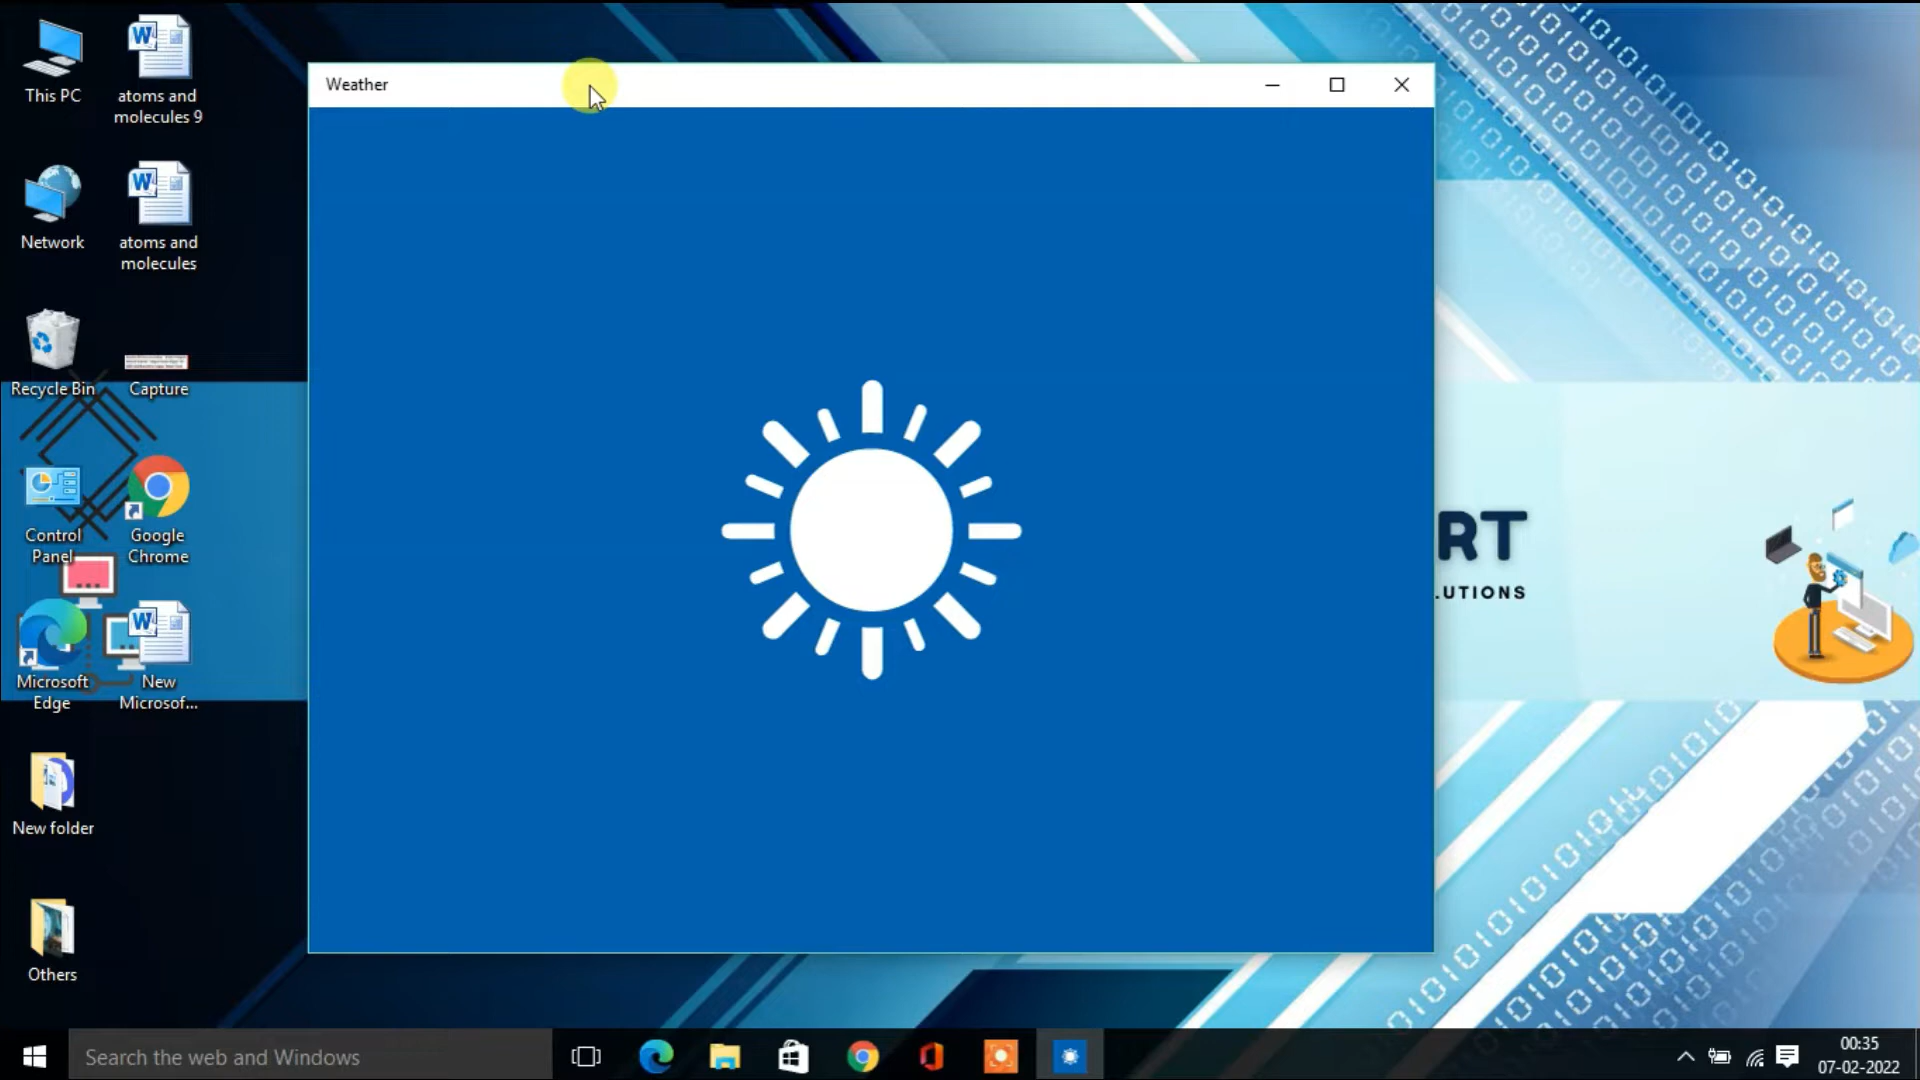 This PC
atoms and
molecules 9
Network
atoms and
molecules
Recycle Bin
Capture
Control
Panel
Google
Chrome
Microsoft
Edge
New
Microsof...
New folder
Others
Weather
RT
LUTIONS
Search the web and Windows
00:35
07-02-2022